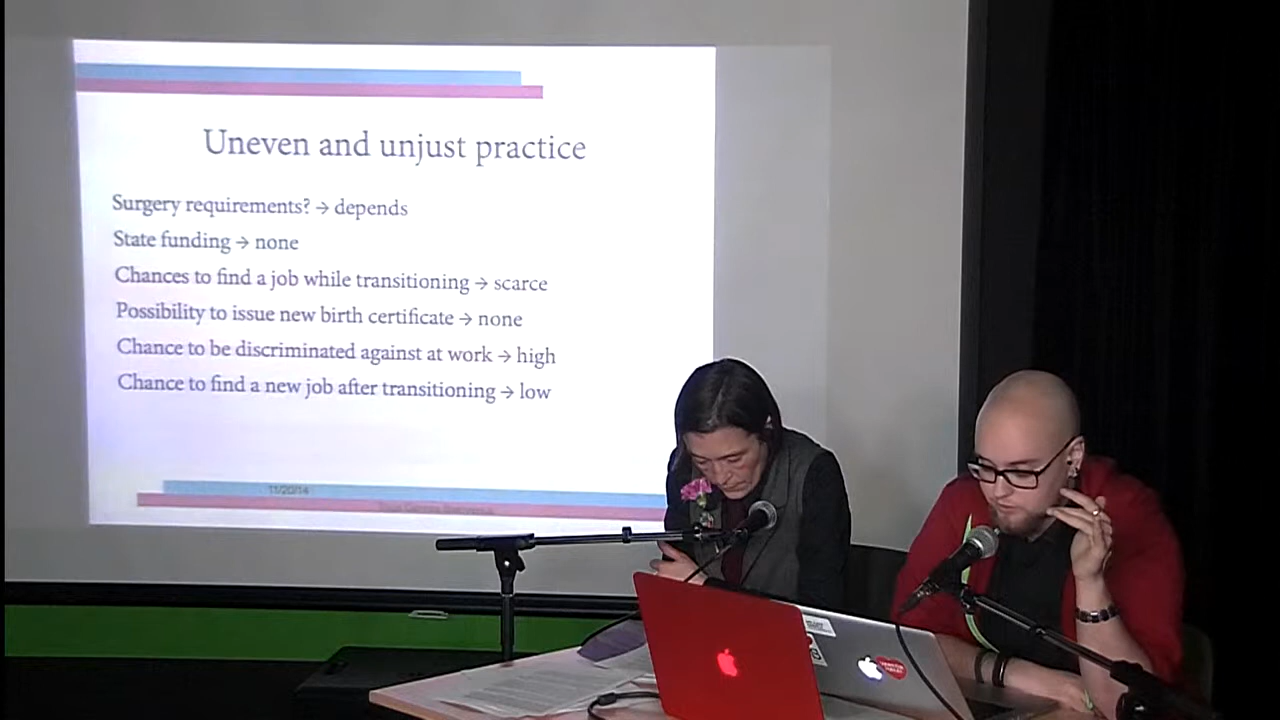 Uneven and unjust practice
Surgery requirements? → depends
State funding → none
Chances to find a job while transitioning → scarce
Possibility to issue new birth certificate → none
Chance to be discriminated against at work → high
Chance to find a new job after transitioning → low
11/20/14